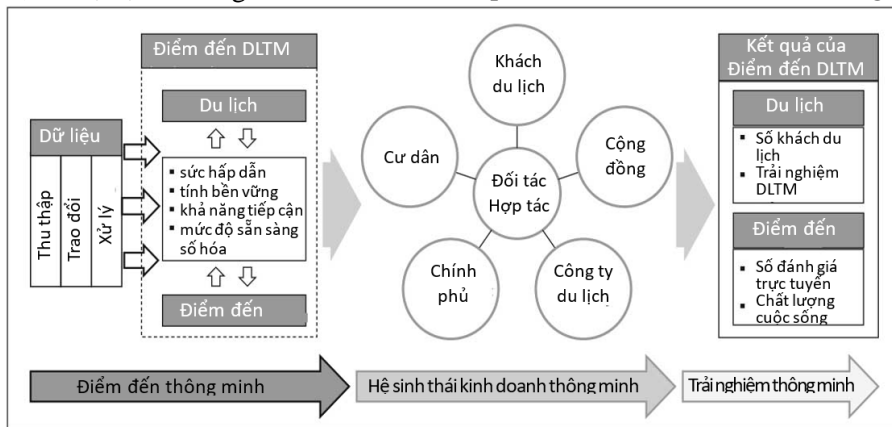 Điểm đến DLTM
Du lịch
Dữ liệu
Thu thập
Trao đổi
Xử lý
▪ sức hấp dẫn
▪ tính bền vững
▪ khả năng tiếp cận
▪ mức độ sẵn sàng
số hóa
Điểm đến
Khách
du lịch
Cư dân
Cộng
đồng
Đối tác
Hợp tác
Chính
phủ
Công ty
du lịch
Kết quả của
Điểm đến DLTM
Du lịch
▪ Số khách du
lịch
▪ Trải nghiệm
DLTM
Điểm đến
▪ Số đánh giá
trực tuyến
▪ Chất lượng
cuộc sống
Điểm đến thông minh
Hệ sinh thái kinh doanh thông minh
Trải nghiệm thông minh